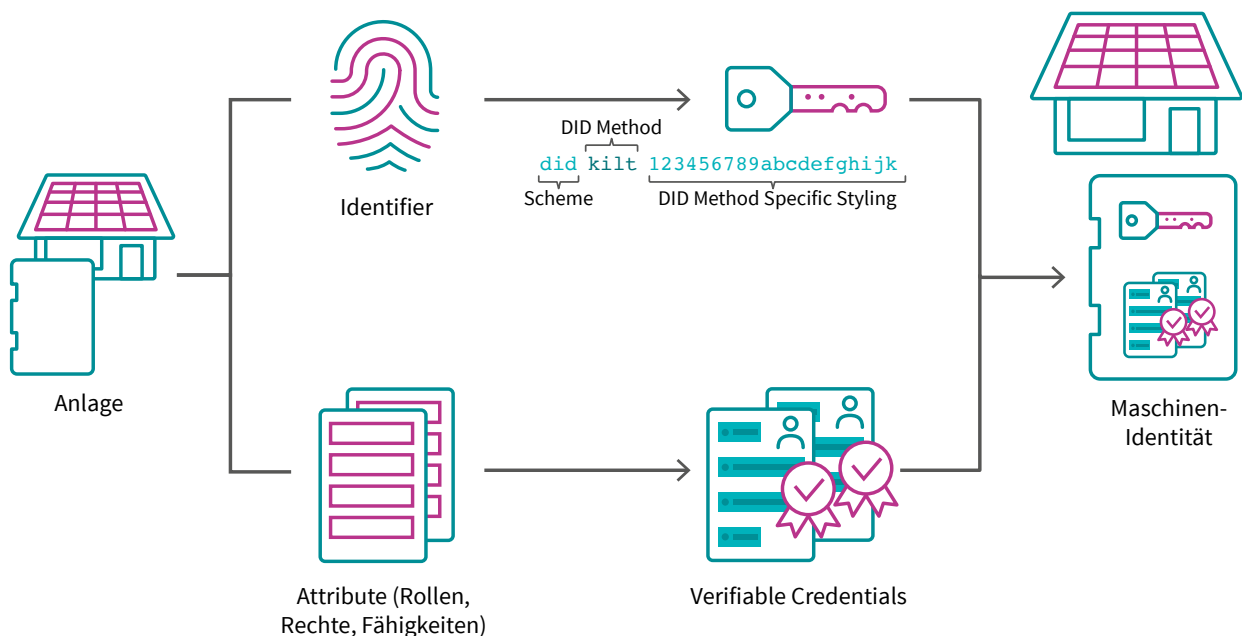 DID Method
did kilt 123456789abcdefghijk
Scheme
DID Method Specific Styling
Identifier
Anlage
Maschinen-
Identität
Attribute (Rollen,
Rechte, Fähigkeiten)
Verifiable Credentials